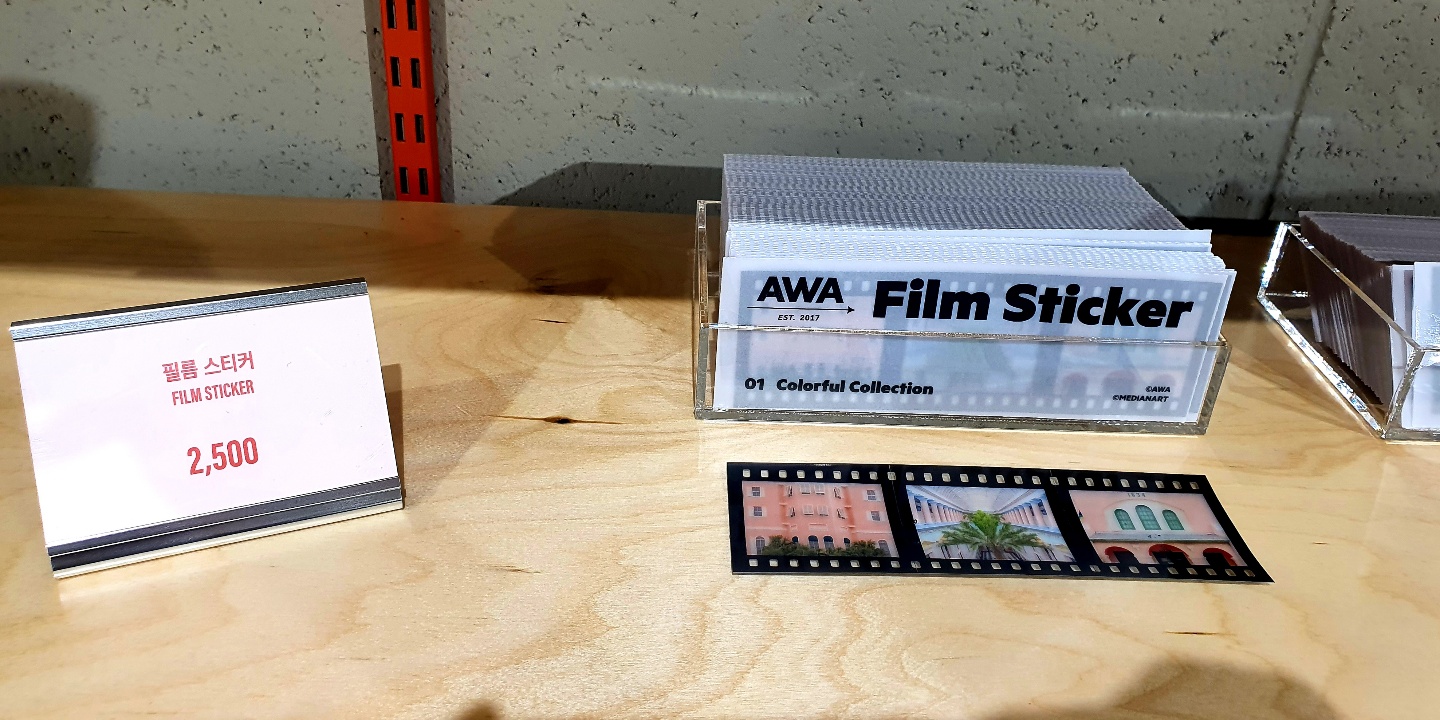 필름 스티커
FILM STICKER
2,500
AWA
EST. 2017
Film Sticker
01 Colorful Collection
©AWA
©MEDIANART
1634